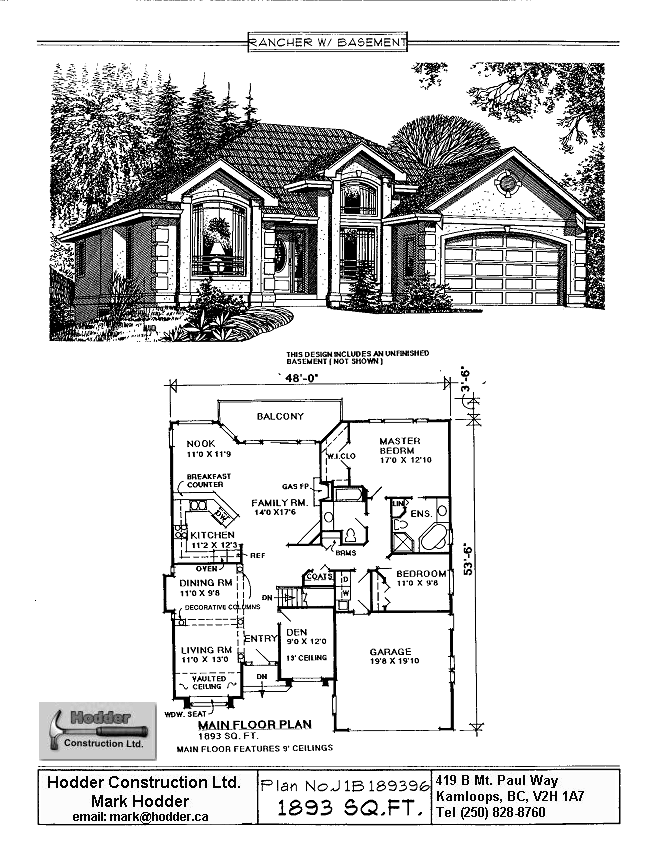 RANCHER W/ BASEMENT
THIS DESIGN INCLUDES AN UNFINISHED
BASEMENT ( NOT SHOWN )
48'-0"
3'-6"
BALCONY
NOOK
11'0 X 11'9
MASTER
BEDRM
17'0 X 12'10
W.I.CLO
BREAKFAST
COUNTER
GAS FP.
FAMILY RM.
14'0 X 17'6
DW
LIN
ENS.
KITCHEN
11'2 X 12'3
BRMS
REF
OVEN
53'-6"
COATS
D
W
BEDROOM
11'0 X 9'8
DINING RM
11'0 X 9'8
DN
DECORATIVE COLUMNS
ENTRY
DEN
9'0 X 12'0
13' CEILING
LIVING RM
11'0 X 13'0
GARAGE
19'8 X 19'10
VAULTED
CEILING
DN
WDW. SEAT
MAIN FLOOR PLAN
1893 SQ. FT.
MAIN FLOOR FEATURES 9' CEILINGS
Hodder
Construction Ltd.
Hodder Construction Ltd.
Mark Hodder
email: mark@hodder.ca
Plan No. J1B189396
1893 SQ.FT.
419 B Mt. Paul Way
Kamloops, BC, V2H 1A7
Tel (250) 828-8760